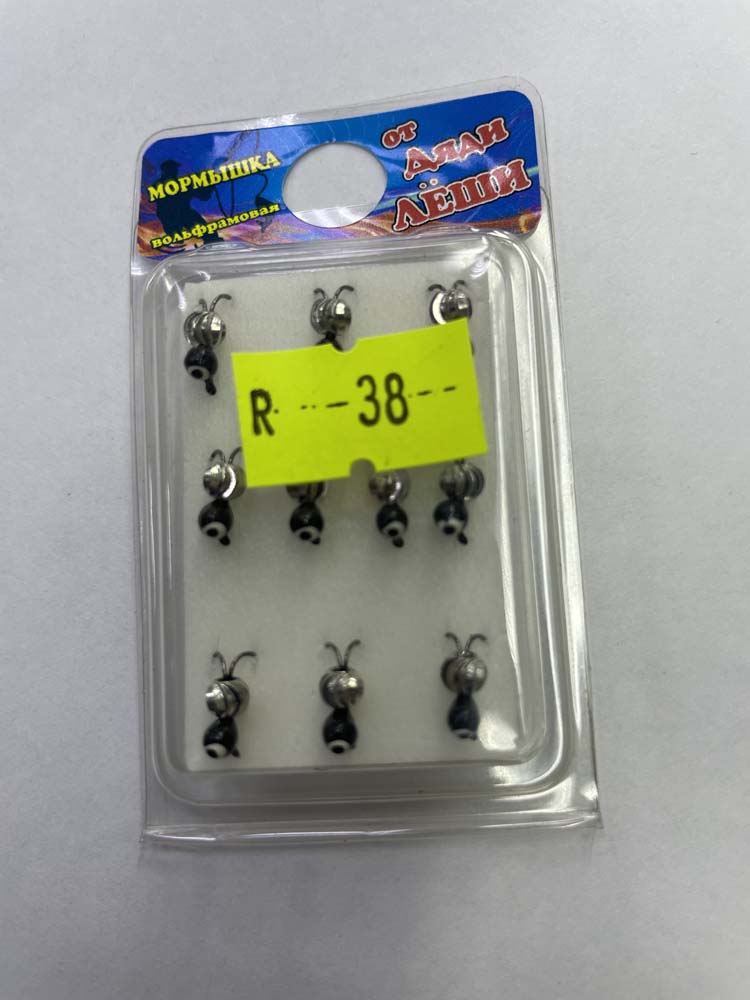 МОРМЫШКА
вольфрамовая
от
ДЯДИ
ЛЁШИ
R - - - 38 - -